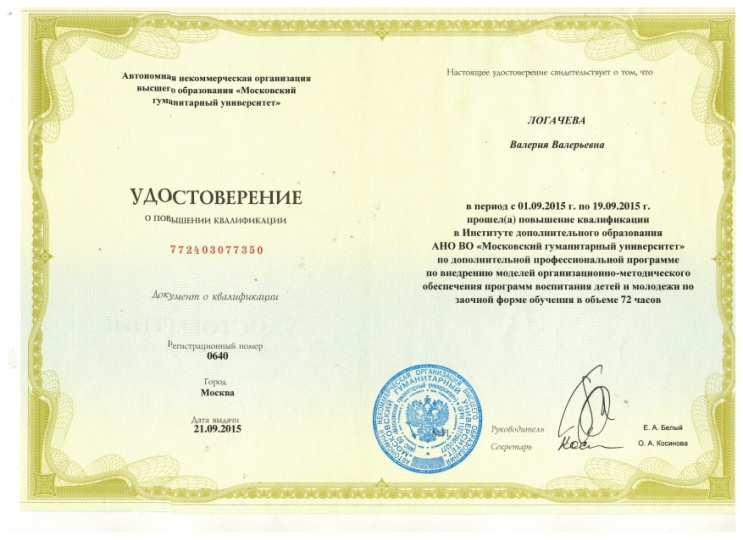 Автономная некоммерческая организация
высшего образования «Московский
гуманитарный университет»
УДОСТОВЕРЕНИЕ
О ПОВЫШЕНИИ КВАЛИФИКАЦИИ
772403077350
Документ о квалификации
Регистрационный номер
0640
Город
Москва
Дата выдачи
21.09.2015
Настоящее удостоверение свидетельствует о том, что
ЛОГАЧЕВА
Валерия Валерьевна
в период с 01.09.2015 г. по 19.09.2015 г.
прошел(а) повышение квалификации
в Институте дополнительного образования
АНО ВО «Московский гуманитарный университет»
по дополнительной профессиональной программе
по внедрению моделей организационно-методического
обеспечения программ воспитания детей и молодежи по
заочной форме обучения в объеме 72 часов
Руководитель
Е. А. Белый
Секретарь
О. А. Косинова